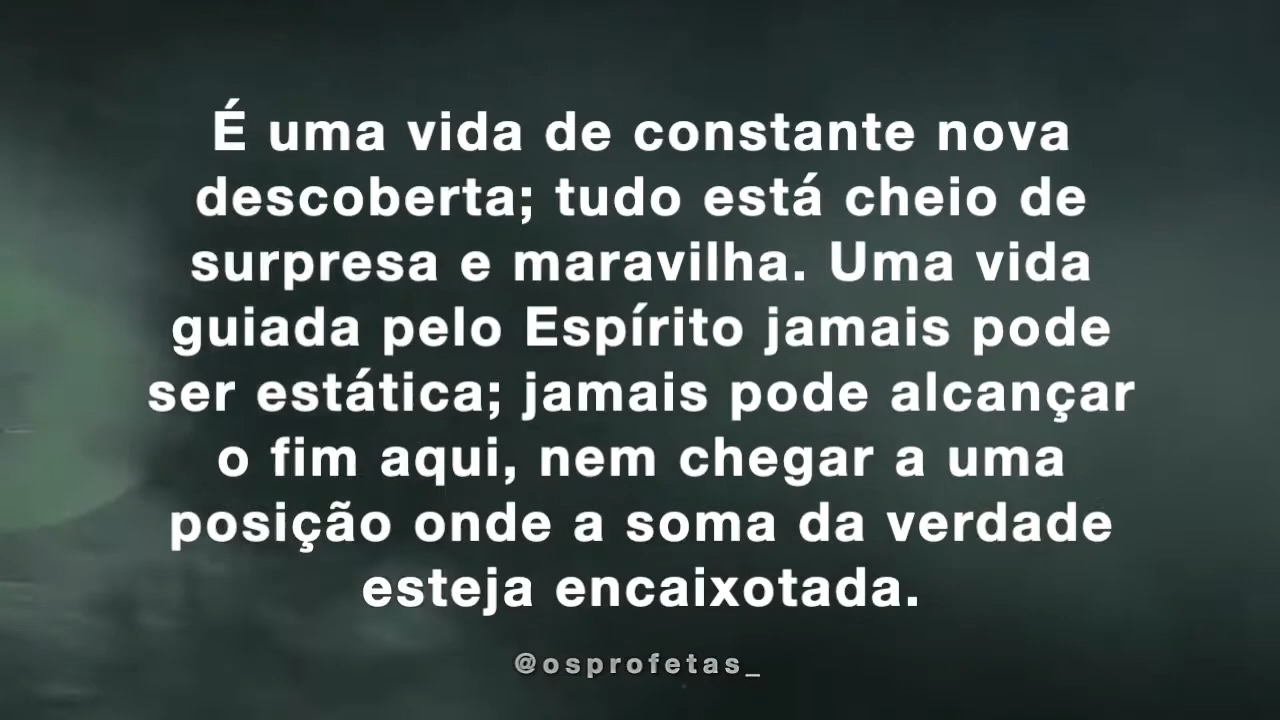 É uma vida de constante nova
descoberta; tudo está cheio de
surpresa e maravilha. Uma vida
guiada pelo Espírito jamais pode
ser estática; jamais pode alcançar
o fim aqui, nem chegar a uma
posição onde a soma da verdade
esteja encaixotada.
@osprofetas_